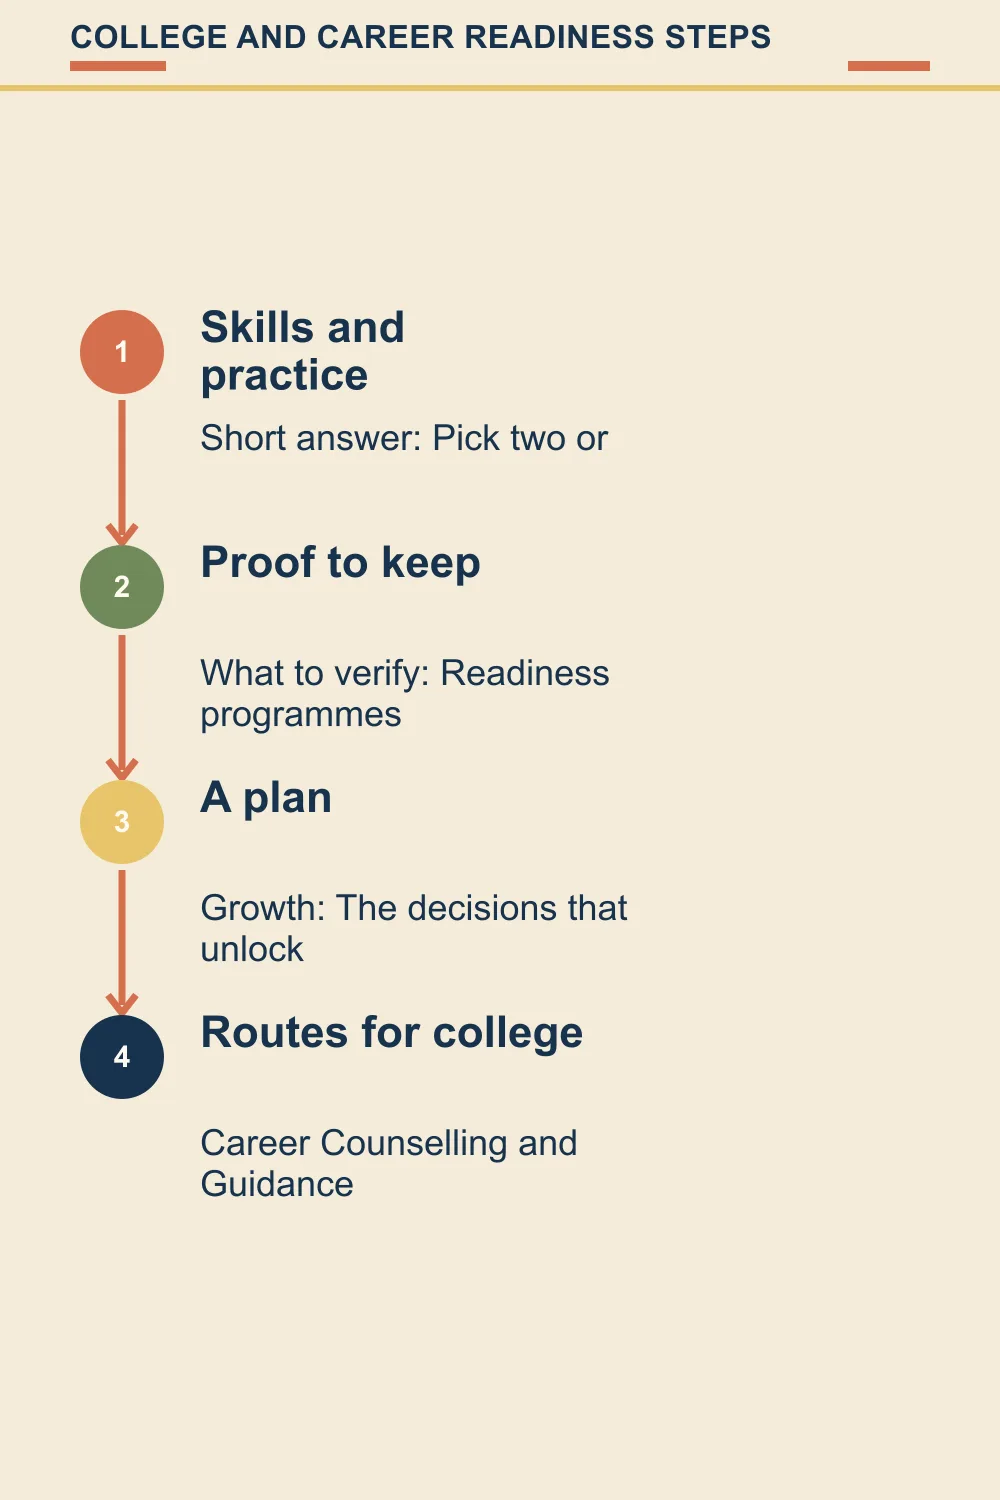 COLLEGE AND CAREER READINESS STEPS
1
Skills and
practice
Short answer: Pick two or
2
Proof to keep
What to verify: Readiness
programmes
3
A plan
Growth: The decisions that
unlock
4
Routes for college
Career Counselling and
Guidance